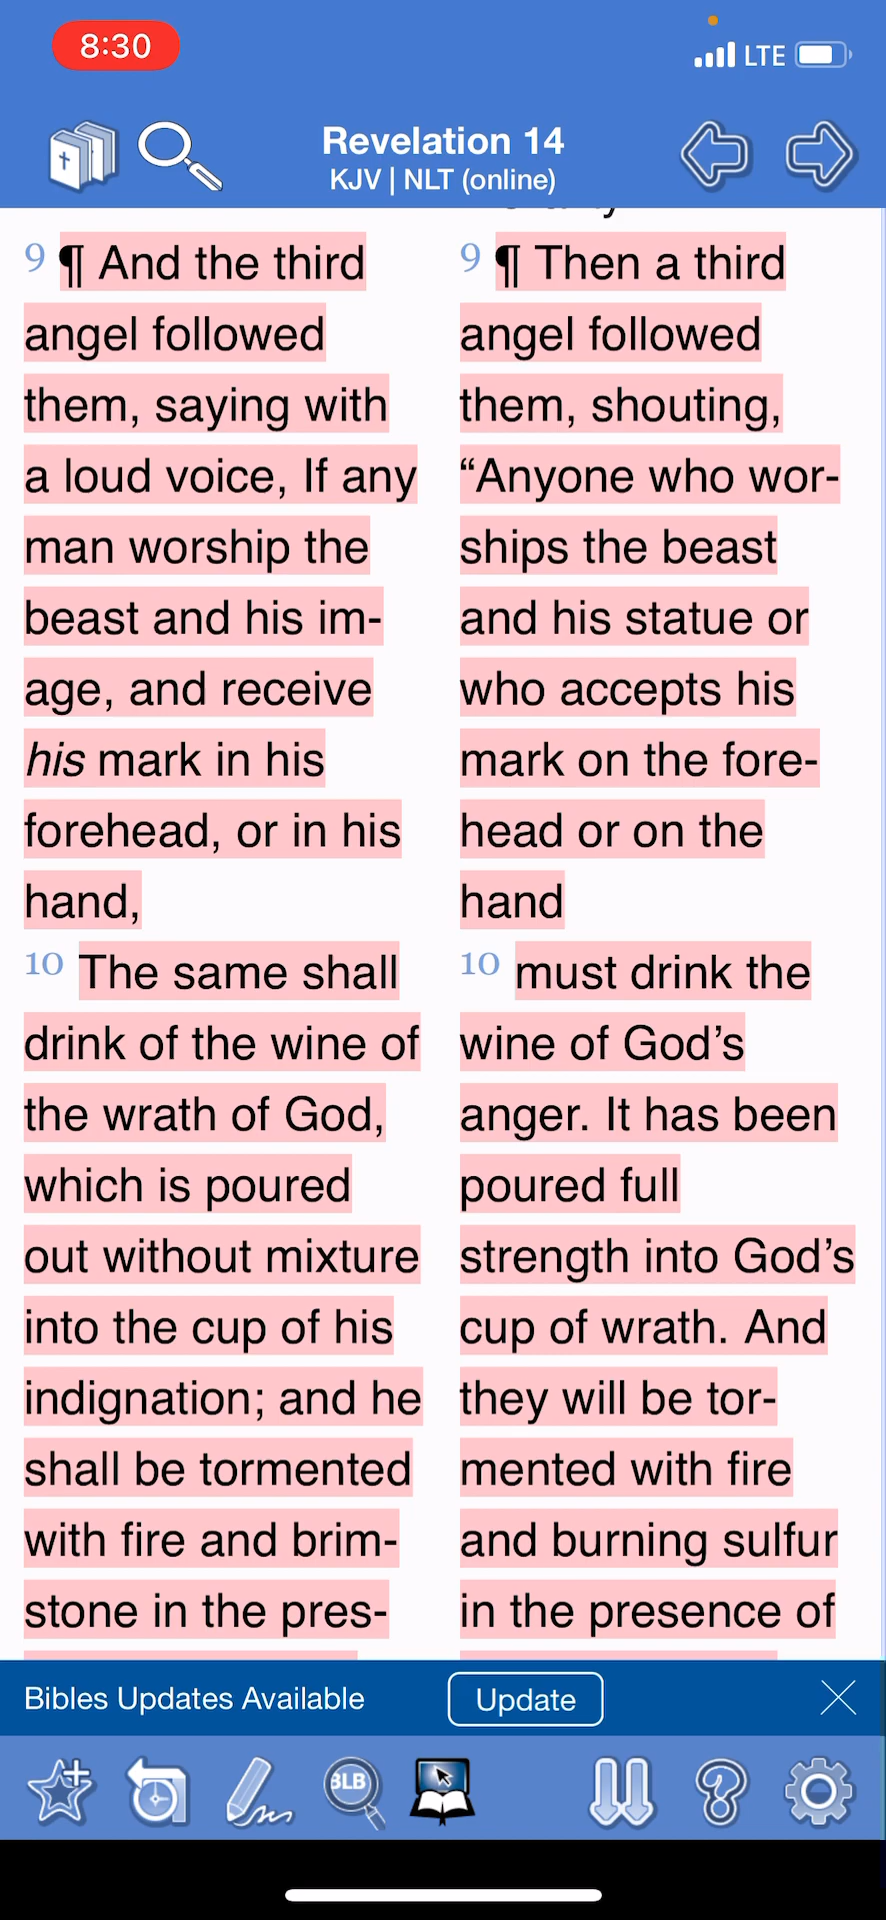 8:30
LTE
Revelation 14
KJV | NLT (online)
9 ¶ And the third
angel followed
them, saying with
a loud voice, If any
man worship the
beast and his im-
age, and receive
his mark in his
forehead, or in his
hand,
10 The same shall
drink of the wine of
the wrath of God,
which is poured
out without mixture
into the cup of his
indignation; and he
shall be tormented
with fire and brim-
stone in the pres-
9 ¶ Then a third
angel followed
them, shouting,
“Anyone who wor-
ships the beast
and his statue or
who accepts his
mark on the fore-
head or on the
hand
10 must drink the
wine of God’s
anger. It has been
poured full
strength into God’s
cup of wrath. And
they will be tor-
mented with fire
and burning sulfur
in the presence of
Bibles Updates Available
Update
BLB